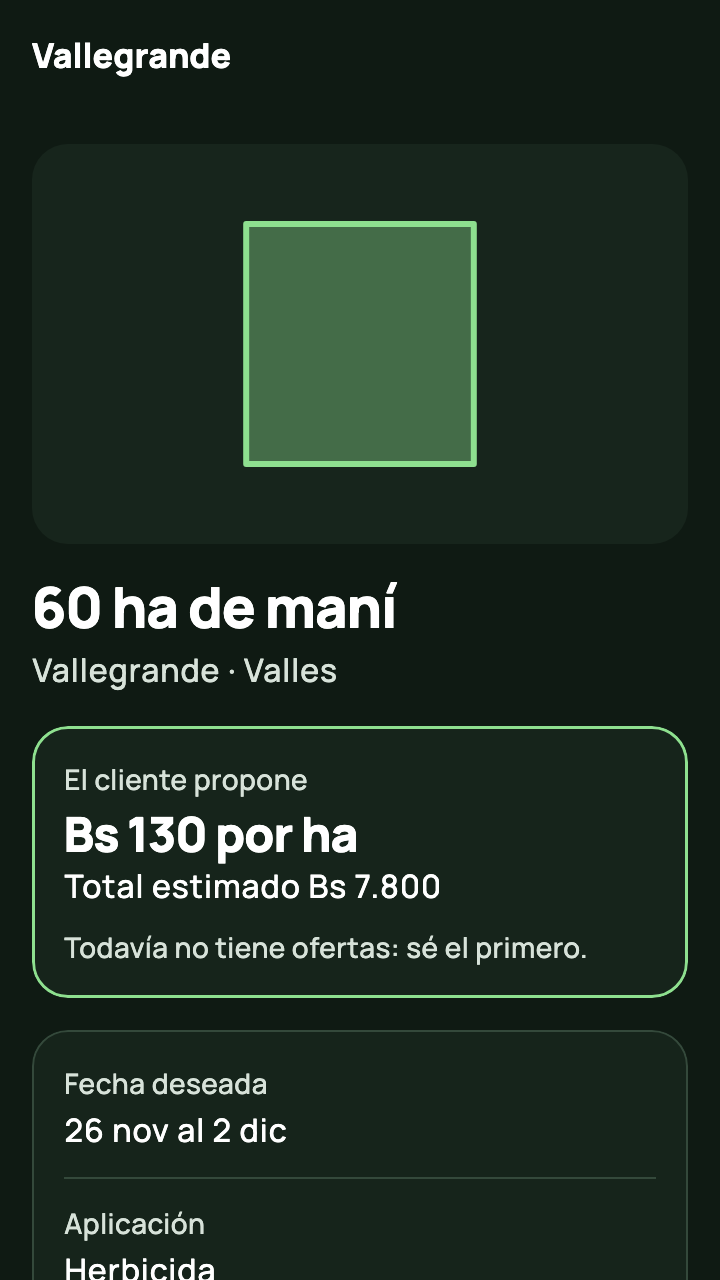 Vallegrande
60 ha de maní
Vallegrande · Valles
El cliente propone
Bs 130 por ha
Total estimado Bs 7.800
Todavía no tiene ofertas: sé el primero.
Fecha deseada
26 nov al 2 dic
Aplicación
Herbicida